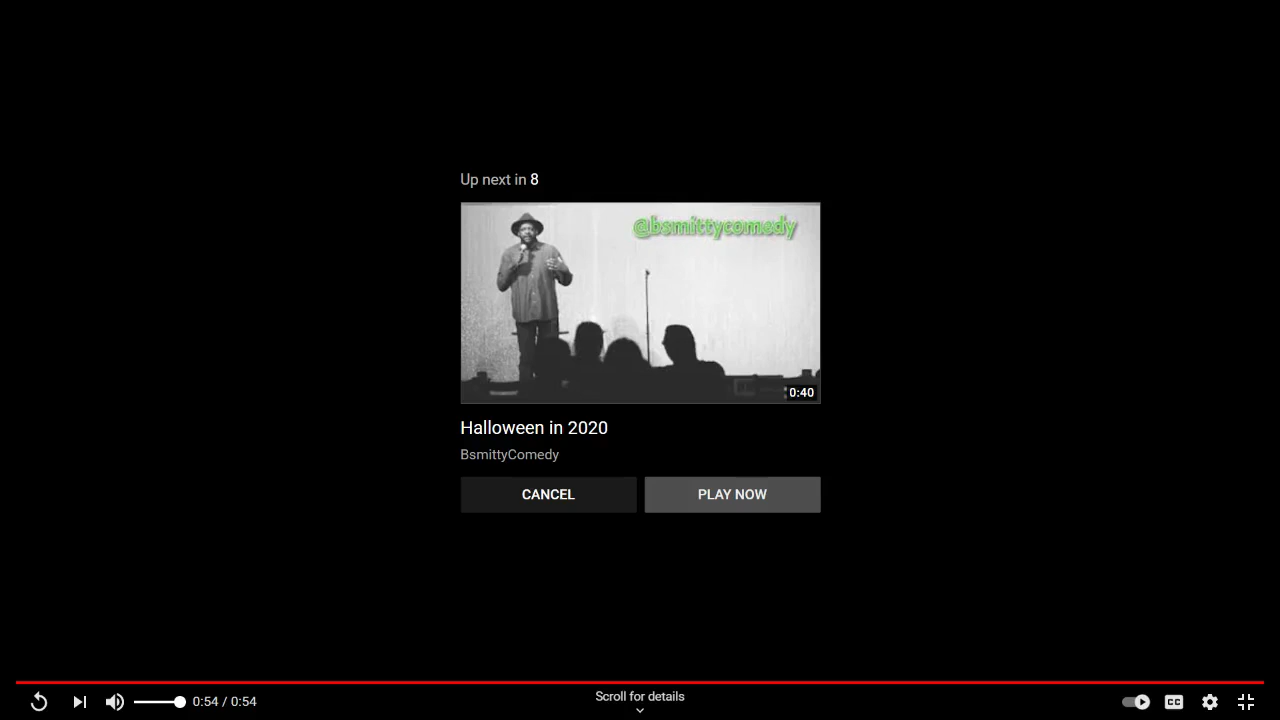 Up next in 8
@bsmittycomedy
0:40
Halloween in 2020
BsmittyComedy
CANCEL
PLAY NOW
0:54 / 0:54
Scroll for details
CC